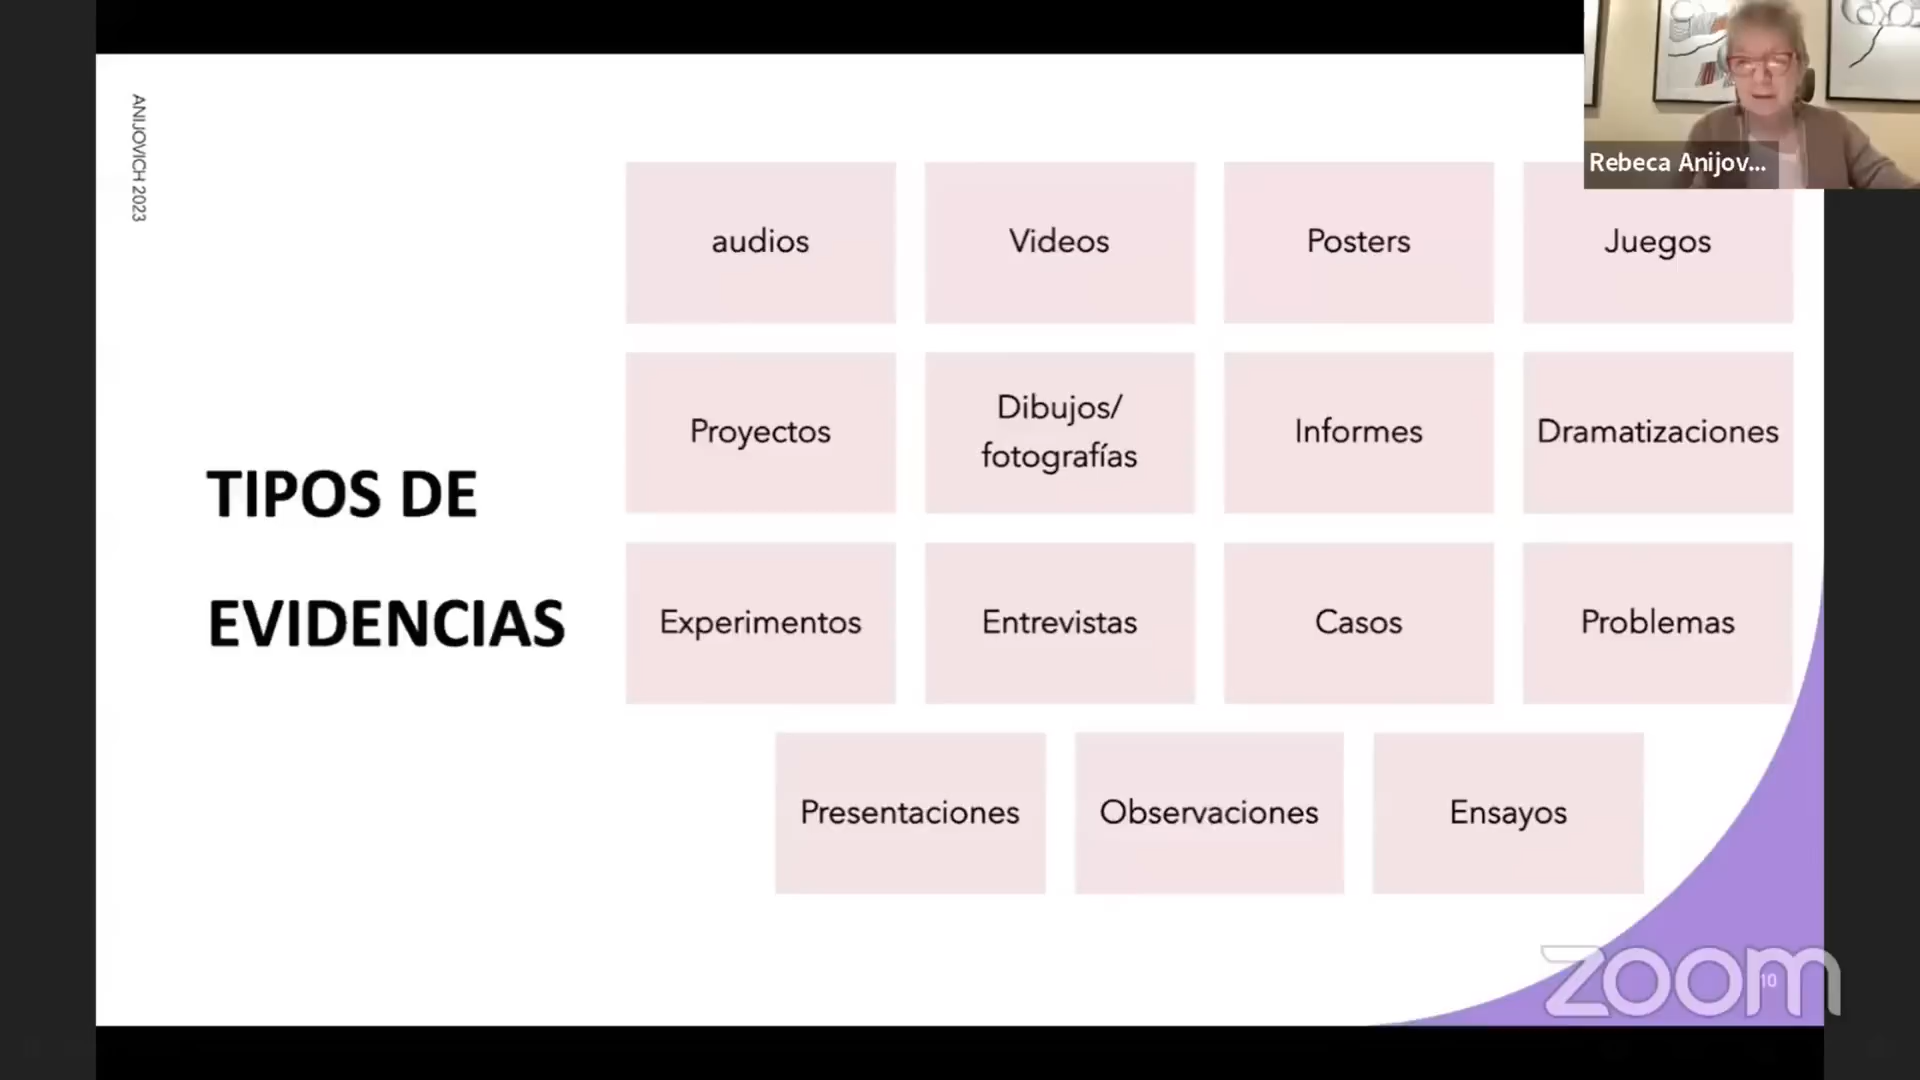 ANIJOVICH 2023
Rebeca Anijov...
TIPOS DE
EVIDENCIAS
audios
Videos
Posters
Juegos
Proyectos
Dibujos/
fotografías
Informes
Dramatizaciones
Experimentos
Entrevistas
Casos
Problemas
Presentaciones
Observaciones
Ensayos
zoom
10